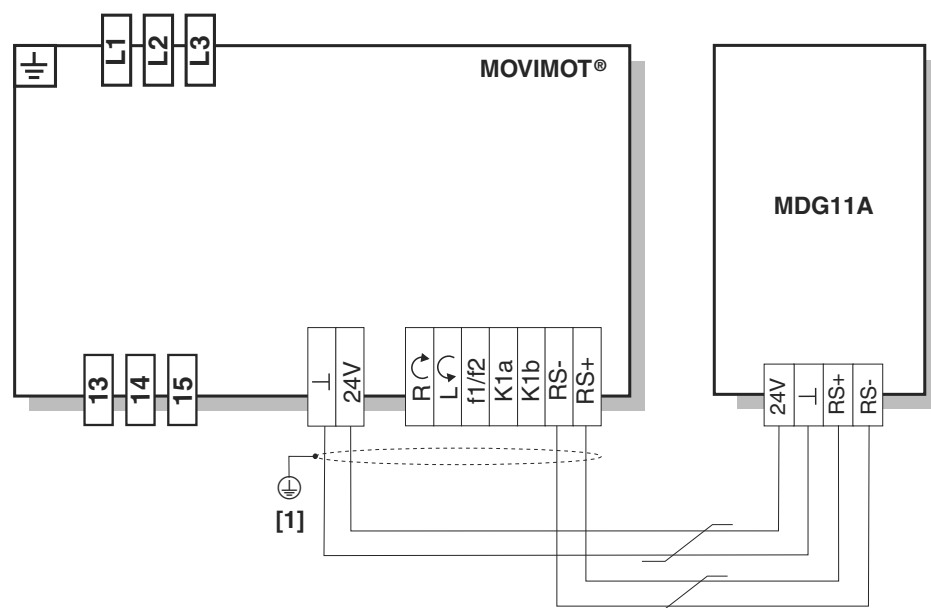 L1 L2 L3
MOVIMOT®
MDG11A
13 14 15
⊥ 24V
R L f1/f2 K1a K1b RS- RS+
24V ⊥ RS+ RS-
[1]